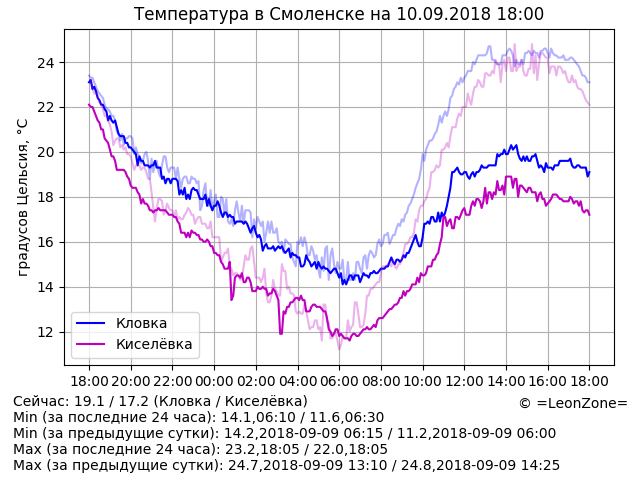 Температура в Смоленске на 10.09.2018 18:00
градусов Цельсия, °C
24
22
20
18
16
14
12
Кловка
Киселёвка
18:00 20:00 22:00 00:00 02:00 04:00 06:00 08:00 10:00 12:00 14:00 16:00 18:00
Сейчас: 19.1 / 17.2 (Кловка / Киселёвка)
© =LeonZone=
Min (за последние 24 часа): 14.1,06:10 / 11.6,06:30
Min (за предыдущие сутки): 14.2,2018-09-09 06:15 / 11.2,2018-09-09 06:00
Max (за последние 24 часа): 23.2,18:05 / 22.0,18:05
Max (за предыдущие сутки): 24.7,2018-09-09 13:10 / 24.8,2018-09-09 14:25